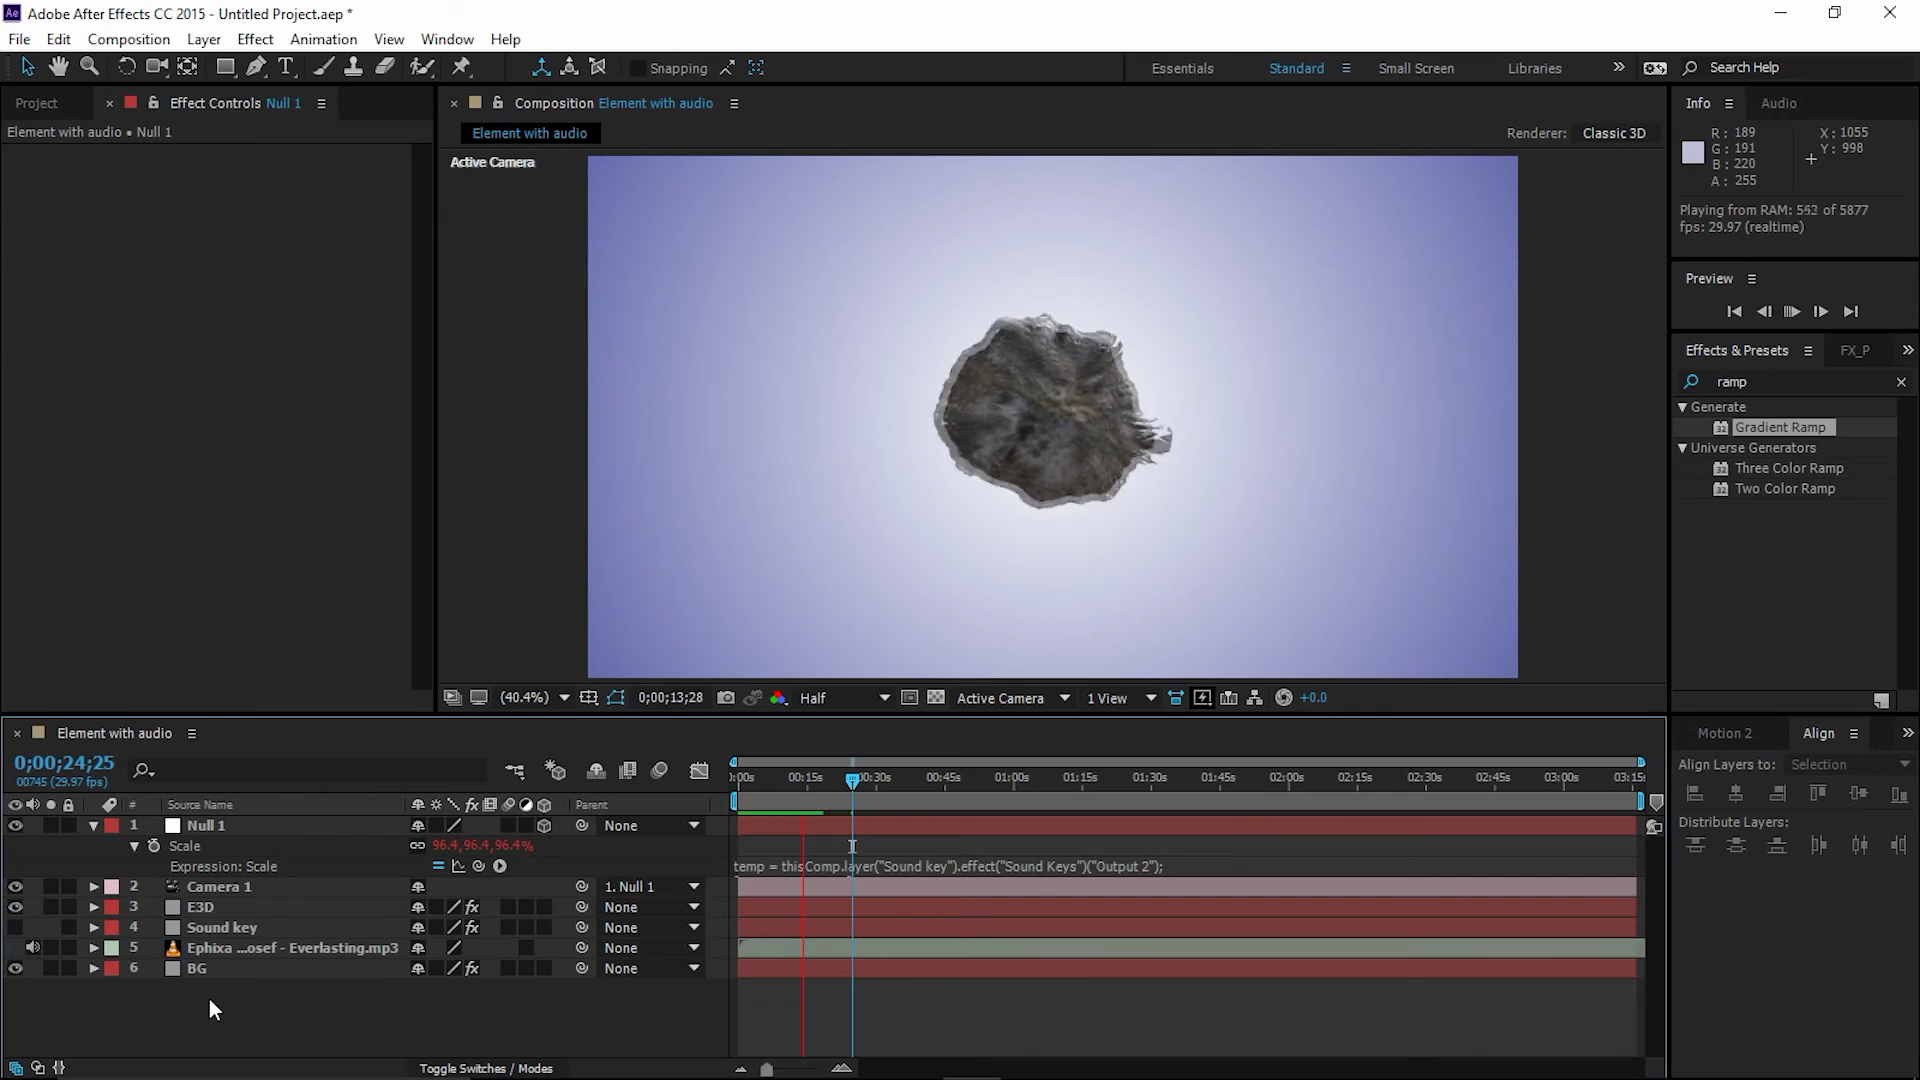 Ae Adobe After Effects CC 2015 - Untitled Project.aep *
File Edit Composition Layer Effect Animation View Window Help
Snapping Essentials Standard Small Screen Libraries Search Help
Project Effect Controls Null 1
Element with audio • Null 1
Composition Element with audio
Element with audio
Renderer: Classic 3D
Active Camera
Info Audio
R: 189 X: 1055
G: 191 Y: 998
B: 220
A: 255
Playing from RAM: 553 of 5877
fps: 29.97 (realtime)
Preview
Effects & Presets FX_P
ramp
Generate
32 Gradient Ramp
Universe Generators
32 Three Color Ramp
32 Two Color Ramp
(40.4%) 0;00;13;28 Half Active Camera 1 View +0.0
Element with audio
0;00;24;25
00745 (29.97 fps)
:00s 00:15s 00:30s 00:45s 01:00s 01:15s 01:30s 01:45s 02:00s 02:15s 02:30s 02:45s 03:00s 03:15s
# Source Name fx Parent
1 Null 1 None
Scale 96.4,96.4,96.4%
Expression: Scale temp = thisComp.layer("Sound key").effect("Sound Keys")("Output 2");
2 Camera 1 1. Null 1
3 E3D fx None
4 Sound key fx None
5 Ephixa ...osef - Everlasting.mp3 None
6 BG fx None
Toggle Switches / Modes
Motion 2 Align
Align Layers to: Selection
Distribute Layers: